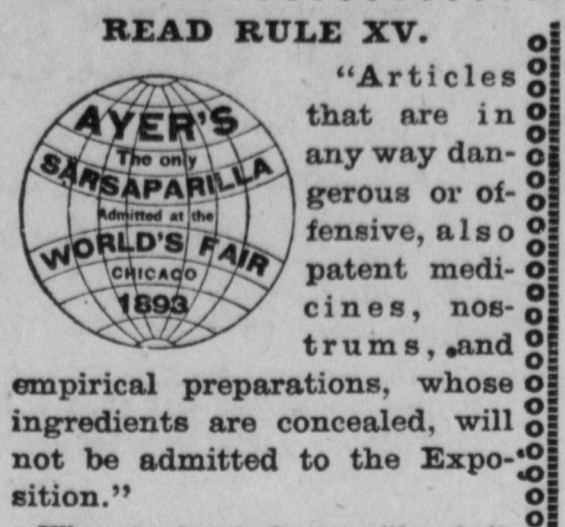 READ RULE XV.
AYER'S
The only
SARSAPARILLA
Admitted at the
WORLD'S FAIR
CHICAGO
1893
"Articles
that are in
any way dan-
gerous or of-
fensive, also
patent medi-
cines, nos-
trums, and
empirical preparations, whose
ingredients are concealed, will
not be admitted to the Expo-
sition."